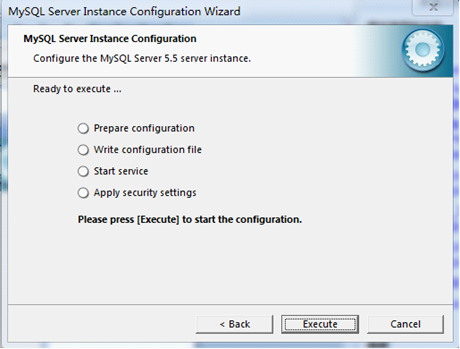 MySQL Server Instance Configuration Wizard
MySQL Server Instance Configuration
Configure the MySQL Server 5.5 server instance.
Ready to execute ...
Prepare configuration
Write configuration file
Start service
Apply security settings
Please press [Execute] to start the configuration.
< Back
Execute
Cancel